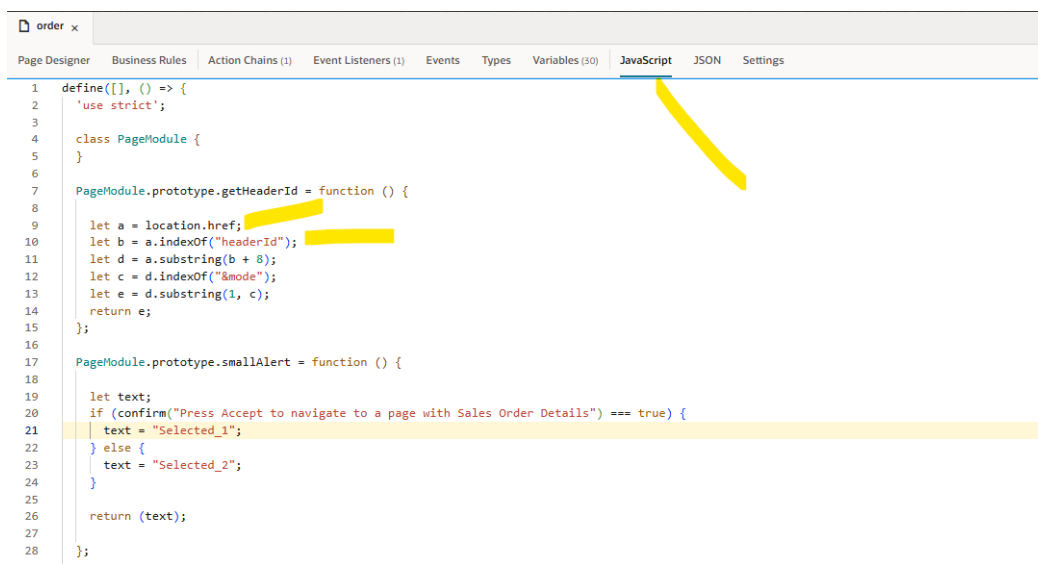 order x
Page Designer Business Rules Action Chains (1) Event Listeners (1) Events Types Variables (30) JavaScript JSON Settings
1 define([], () => {
2 'use strict';
3
4 class PageModule {
5 }
6
7 PageModule.prototype.getHeaderId = function () {
8
9 let a = location.href;
10 let b = a.indexOf("headerId");
11 let d = a.substring(b + 8);
12 let c = d.indexOf("&mode");
13 let e = d.substring(1, c);
14 return e;
15 };
16
17 PageModule.prototype.smallAlert = function () {
18
19 let text;
20 if (confirm("Press Accept to navigate to a page with Sales Order Details") === true) {
21 text = "Selected_1";
22 } else {
23 text = "Selected_2";
24 }
25
26 return (text);
27
28 };